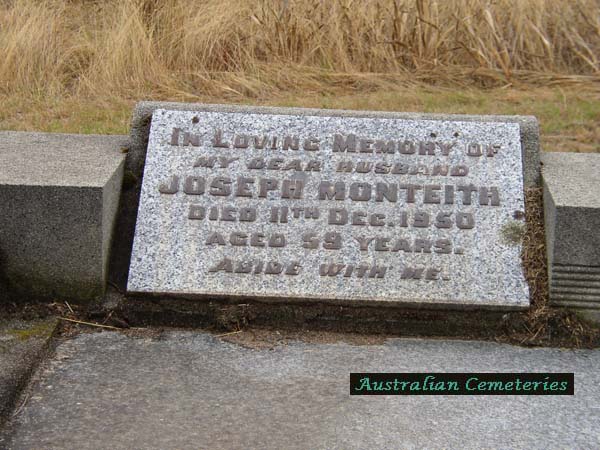 In Loving Memory of
my dear husband
JOSEPH MONTEITH
Died 11th Dec. 1950
Aged 59 years.
Abide with me.
Australian Cemeteries